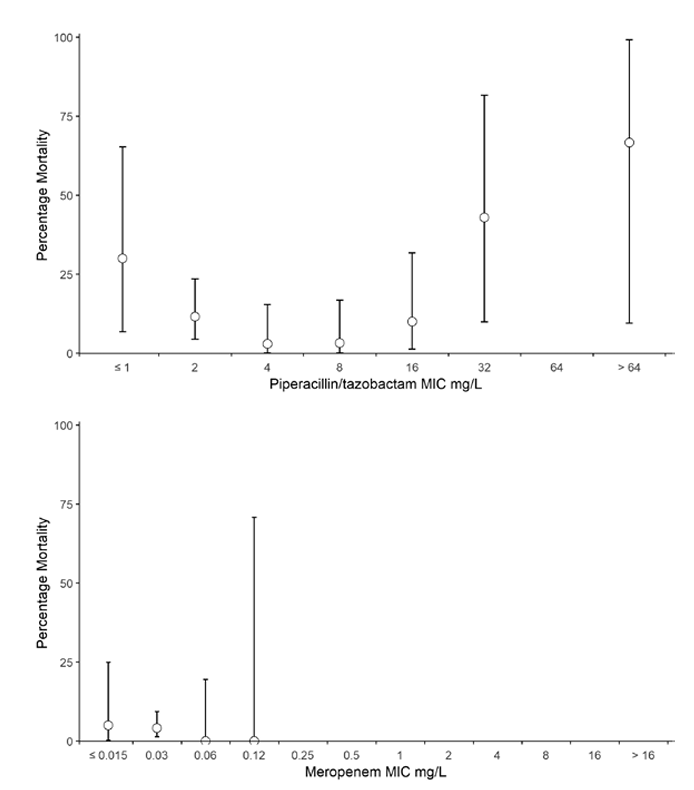 100
75
Percentage Mortality
50
25
0
≤ 1 2 4 8 16 32 64 > 64
Piperacillin/tazobactam MIC mg/L
100
75
Percentage Mortality
50
25
0
≤ 0.015 0.03 0.06 0.12 0.25 0.5 1 2 4 8 16 > 16
Meropenem MIC mg/L